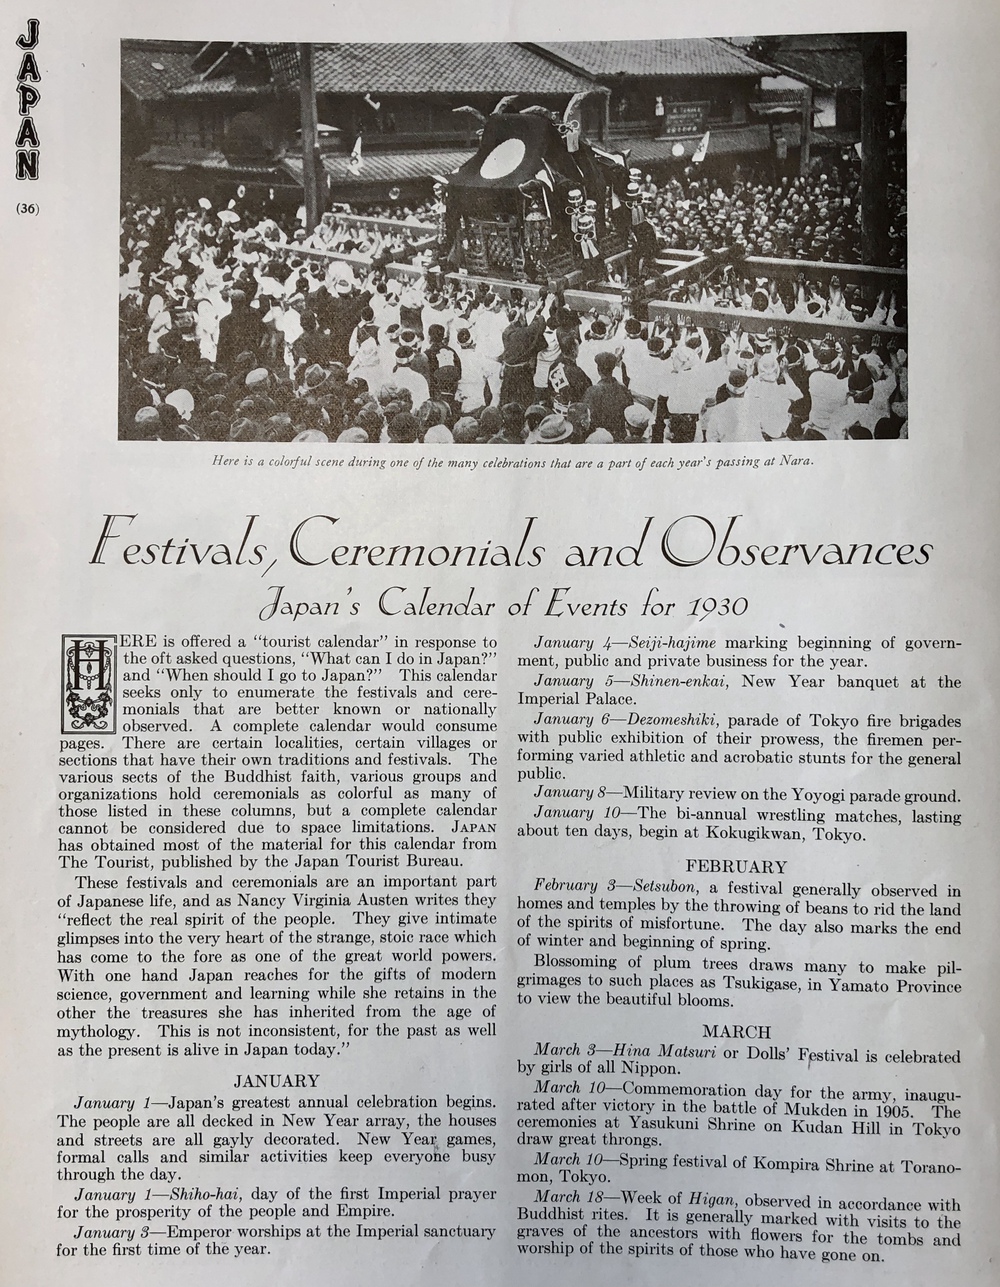 JAPAN
(36)
Here is a colorful scene during one of the many celebrations that are a part of each year's passing at Nara.
Festivals, Ceremonials and Observances
Japan's Calendar of Events for 1930
HERE is offered a "tourist calendar" in response to
the oft asked questions, "What can I do in Japan?"
and "When should I go to Japan?" This calendar
seeks only to enumerate the festivals and cere-
monials that are better known or nationally
observed. A complete calendar would consume
pages. There are certain localities, certain villages or
sections that have their own traditions and festivals. The
various sects of the Buddhist faith, various groups and
organizations hold ceremonials as colorful as many of
those listed in these columns, but a complete calendar
cannot be considered due to space limitations. JAPAN
has obtained most of the material for this calendar from
The Tourist, published by the Japan Tourist Bureau.
These festivals and ceremonials are an important part
of Japanese life, and as Nancy Virginia Austen writes they
"reflect the real spirit of the people. They give intimate
glimpses into the very heart of the strange, stoic race which
has come to the fore as one of the great world powers.
With one hand Japan reaches for the gifts of modern
science, government and learning while she retains in the
other the treasures she has inherited from the age of
mythology. This is not inconsistent, for the past as well
as the present is alive in Japan today."
JANUARY
January 1—Japan's greatest annual celebration begins.
The people are all decked in New Year array, the houses
and streets are all gayly decorated. New Year games,
formal calls and similar activities keep everyone busy
through the day.
January 1—Shiho-hai, day of the first Imperial prayer
for the prosperity of the people and Empire.
January 3—Emperor worships at the Imperial sanctuary
for the first time of the year.
January 4—Seiji-hajime marking beginning of govern-
ment, public and private business for the year.
January 5—Shinen-enkai, New Year banquet at the
Imperial Palace.
January 6—Dezomeshiki, parade of Tokyo fire brigades
with public exhibition of their prowess, the firemen per-
forming varied athletic and acrobatic stunts for the general
public.
January 8—Military review on the Yoyogi parade ground.
January 10—The bi-annual wrestling matches, lasting
about ten days, begin at Kokugikwan, Tokyo.
FEBRUARY
February 3—Setsubon, a festival generally observed in
homes and temples by the throwing of beans to rid the land
of the spirits of misfortune. The day also marks the end
of winter and beginning of spring.
Blossoming of plum trees draws many to make pil-
grimages to such places as Tsukigase, in Yamato Province
to view the beautiful blooms.
MARCH
March 3—Hina Matsuri or Dolls' Festival is celebrated
by girls of all Nippon.
March 10—Commemoration day for the army, inaugu-
rated after victory in the battle of Mukden in 1905. The
ceremonies at Yasukuni Shrine on Kudan Hill in Tokyo
draw great throngs.
March 10—Spring festival of Kompira Shrine at Torano-
mon, Tokyo.
March 18—Week of Higan, observed in accordance with
Buddhist rites. It is generally marked with visits to the
graves of the ancestors with flowers for the tombs and
worship of the spirits of those who have gone on.